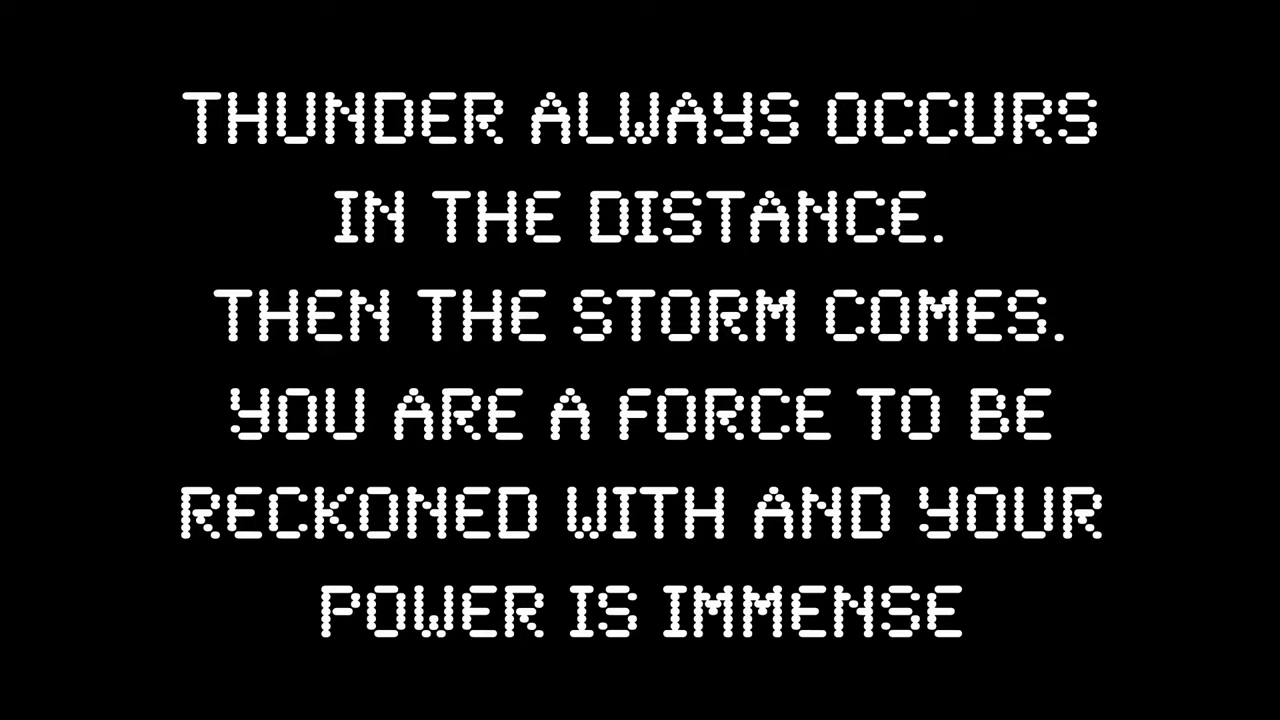 THUNDER ALWAYS OCCURS
IN THE DISTANCE.
THEN THE STORM COMES.
YOU ARE A FORCE TO BE
RECKONED WITH AND YOUR
POWER IS IMMENSE